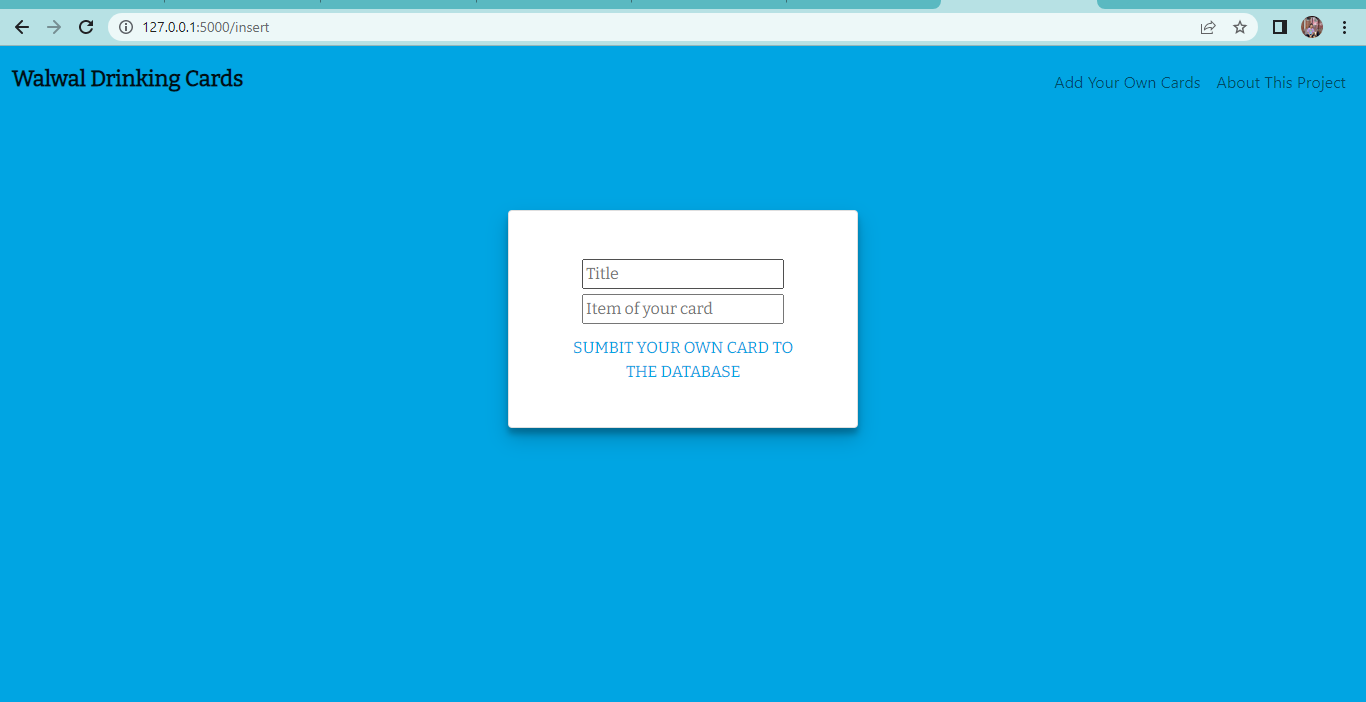 127.0.0.1:5000/insert
Walwal Drinking Cards
Add Your Own Cards
About This Project
Title
Item of your card
SUMBIT YOUR OWN CARD TO
THE DATABASE